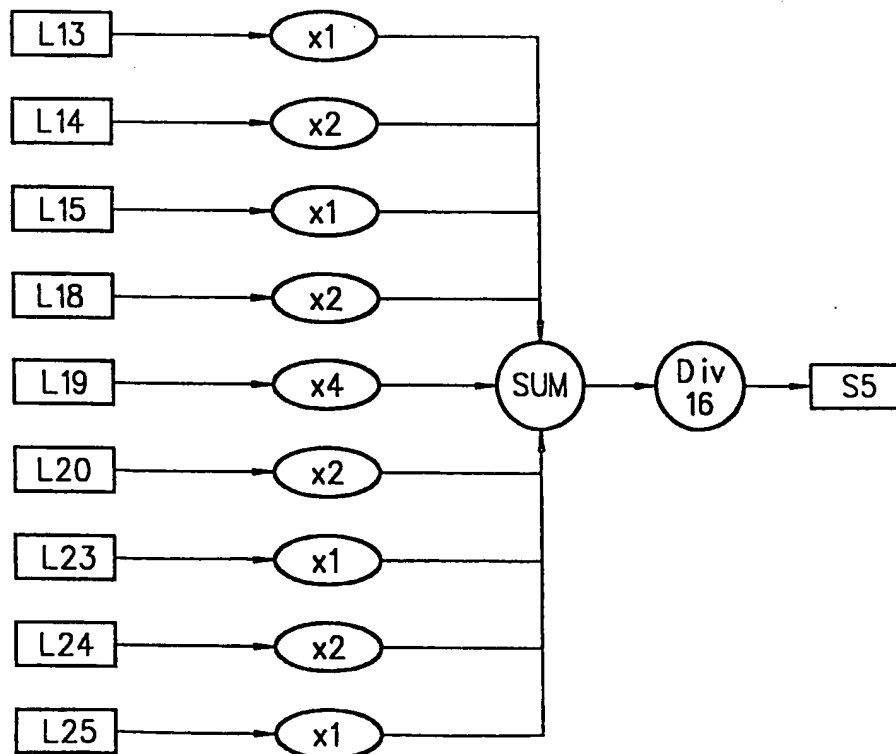 L13 x1
L14 x2
L15 x1
L18 x2
L19 x4 SUM Div 16 S5
L20 x2
L23 x1
L24 x2
L25 x1